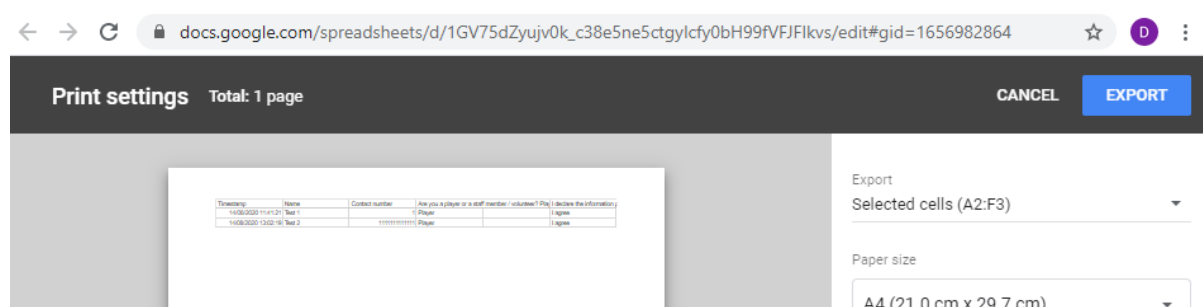 docs.google.com/spreadsheets/d/1GV75dZyujv0k_c38e5ne5ctgylcfy0bH99fVFJFlkvs/edit#gid=1656982864
D
Print settings Total: 1 page
CANCEL EXPORT
Export
Selected cells (A2:F3)
Timestamp Name Contact number Are you a player or a staff member / volunteer? Play I declare the information
14/08/2020 11:41:21 Test 1 1 Player I agree
14/08/2020 13:02:19 Test 2 Player I agree
Paper size
A4 (21.0 cm x 29.7 cm)